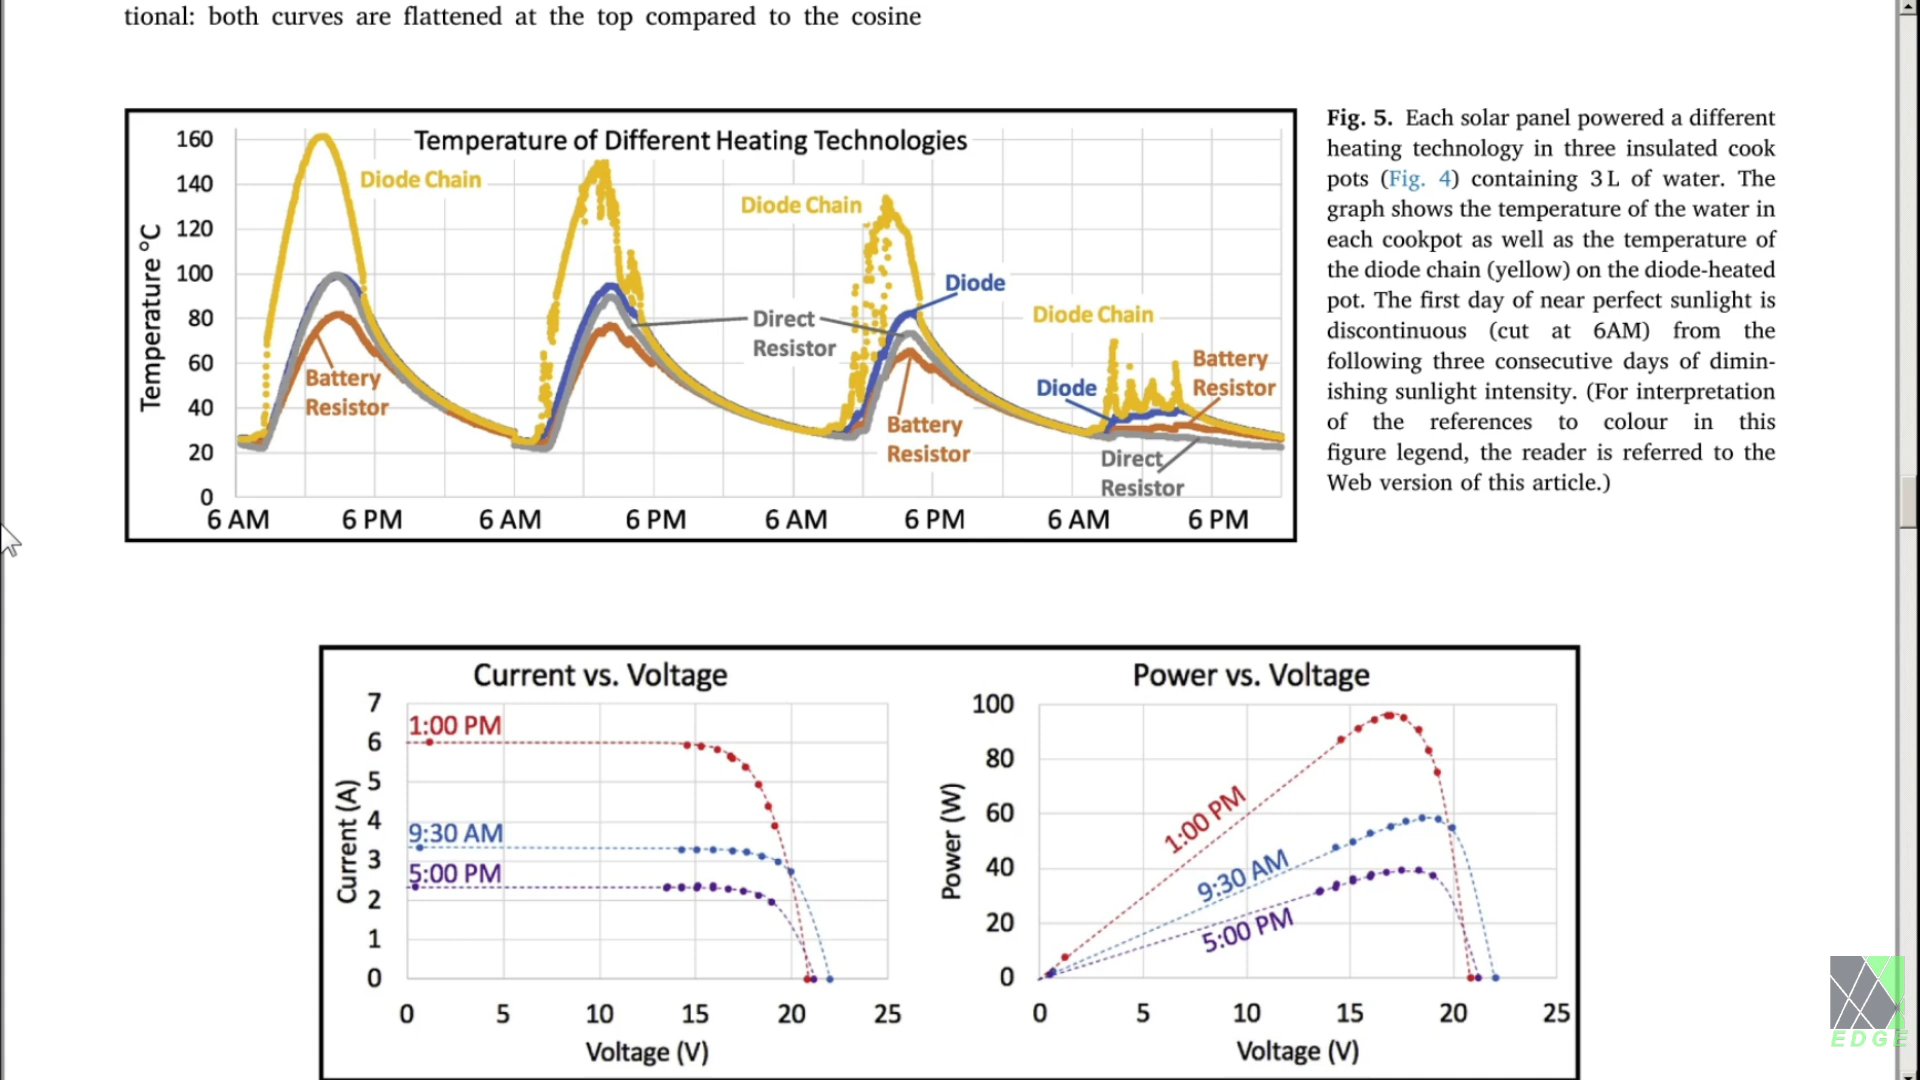 tional: both curves are flattened at the top compared to the cosine
Temperature of Different Heating Technologies
Temperature °C
160
140
120
100
80
60
40
20
0
Diode Chain
Battery
Resistor
Diode Chain
Diode
Direct
Resistor
Battery
Resistor
Diode Chain
Diode
Battery
Resistor
Direct
Resistor
6 AM 6 PM 6 AM 6 PM 6 AM 6 PM 6 AM 6 PM
Fig. 5. Each solar panel powered a different
heating technology in three insulated cook
pots (Fig. 4) containing 3 L of water. The
graph shows the temperature of the water in
each cookpot as well as the temperature of
the diode chain (yellow) on the diode-heated
pot. The first day of near perfect sunlight is
discontinuous (cut at 6AM) from the
following three consecutive days of dimin-
ishing sunlight intensity. (For interpretation
of the references to colour in this
figure legend, the reader is referred to the
Web version of this article.)
Current vs. Voltage
Current (A)
7
6
5
4
3
2
1
0
1:00 PM
9:30 AM
5:00 PM
0 5 10 15 20 25
Voltage (V)
Power vs. Voltage
Power (W)
100
80
60
40
20
0
1:00 PM
9:30 AM
5:00 PM
0 5 10 15 20 25
Voltage (V)
EDGE